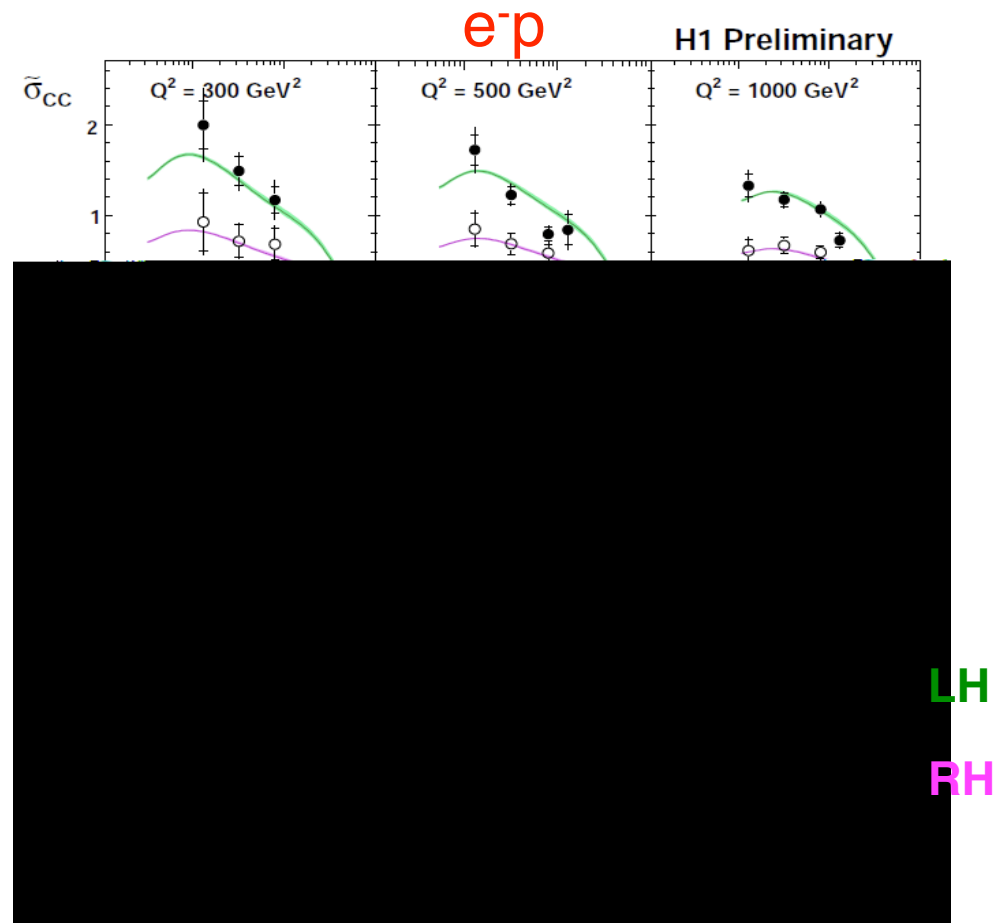 e-p
H1 Preliminary
σ̃CC
Q² = 300 GeV²
Q² = 500 GeV²
Q² = 1000 GeV²
2
1
LH
RH